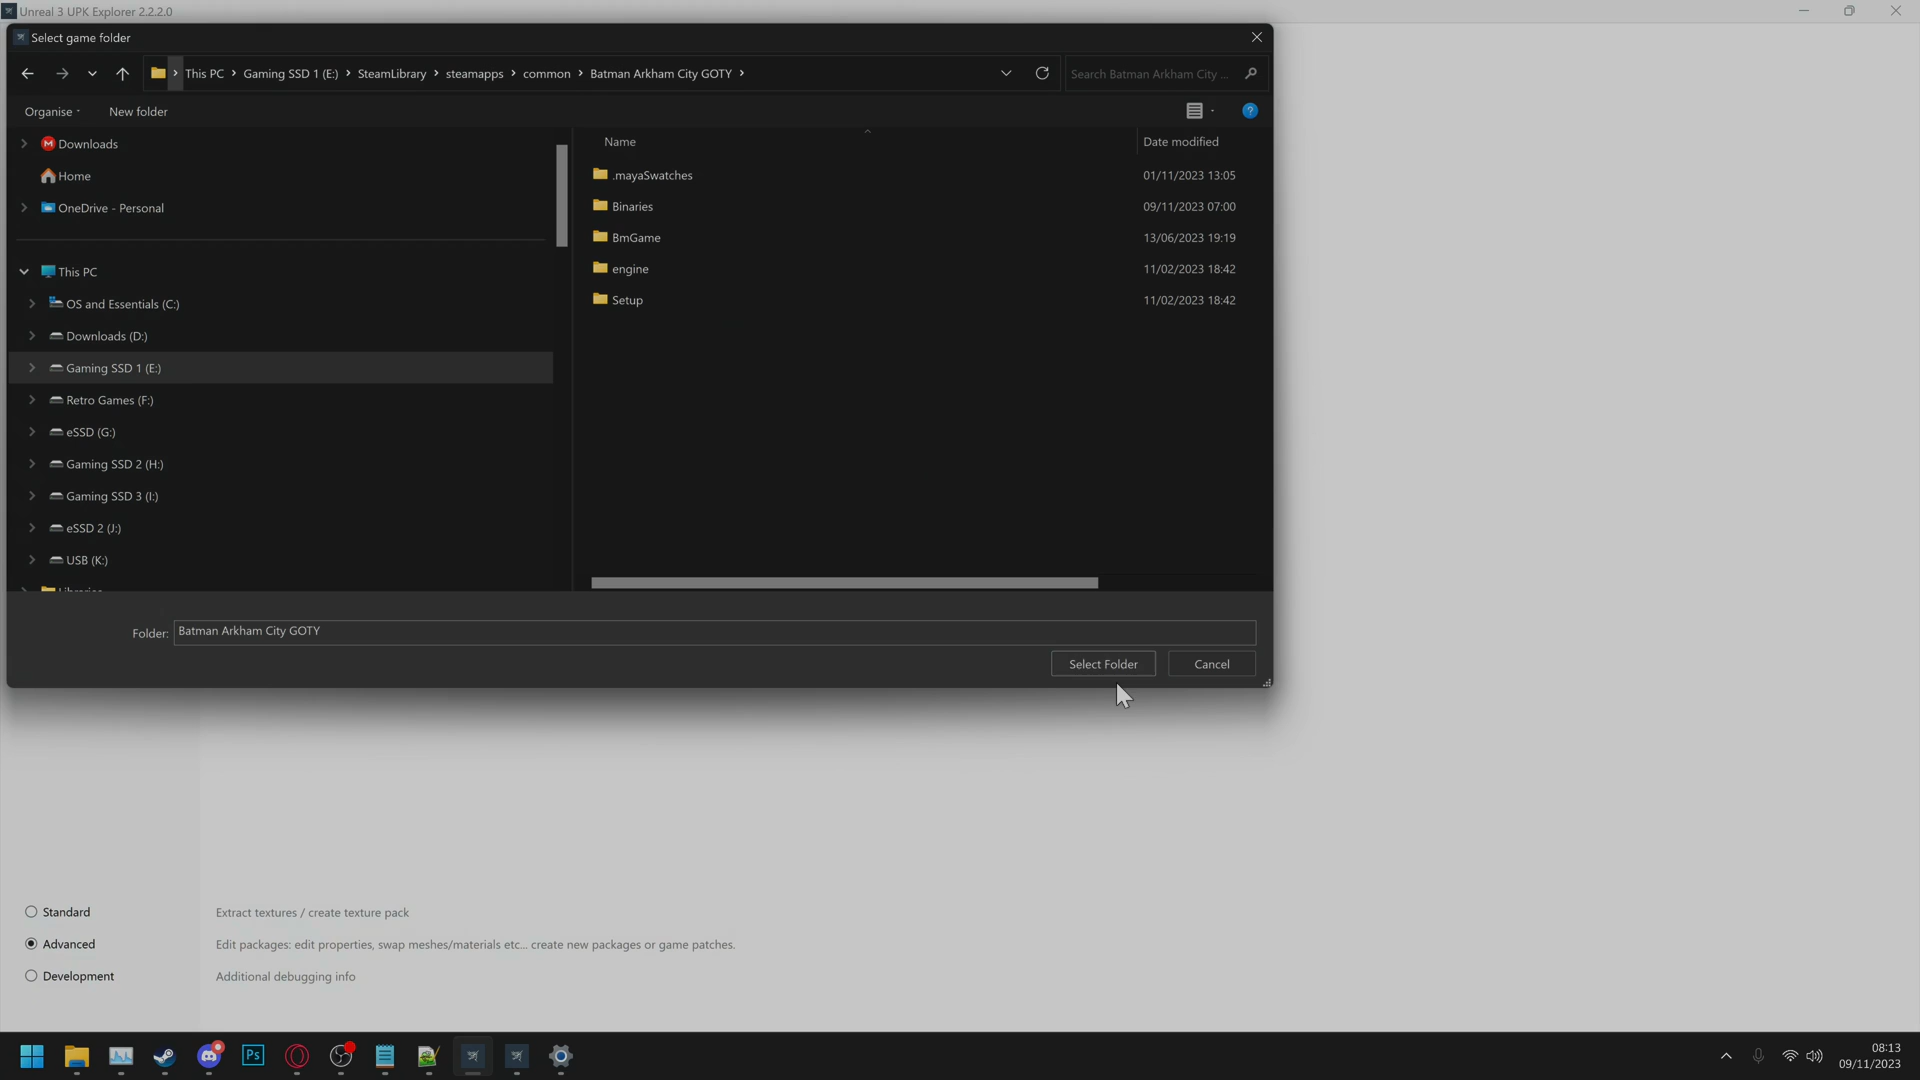 Unreal 3 UPK Explorer 2.2.2.0
Select game folder
This PC
Gaming SSD 1 (E:)
SteamLibrary
steamapps
common
Batman Arkham City GOTY
Search Batman Arkham City ...
Organise
New folder
Name
Date modified
Downloads
Home
OneDrive - Personal
This PC
OS and Essentials (C:)
Downloads (D:)
Gaming SSD 1 (E:)
Retro Games (F:)
eSSD (G:)
Gaming SSD 2 (H:)
Gaming SSD 3 (I:)
eSSD 2 (J:)
USB (K:)
.mayaSwatches 01/11/2023 13:05
Binaries 09/11/2023 07:00
BmGame 13/06/2023 19:19
engine 11/02/2023 18:42
Setup 11/02/2023 18:42
Folder: Batman Arkham City GOTY
Select Folder
Cancel
Standard Extract textures / create texture pack
Advanced Edit packages: edit properties, swap meshes/materials etc... create new packages or game patches.
Development Additional debugging info
Ps
08:13
09/11/2023